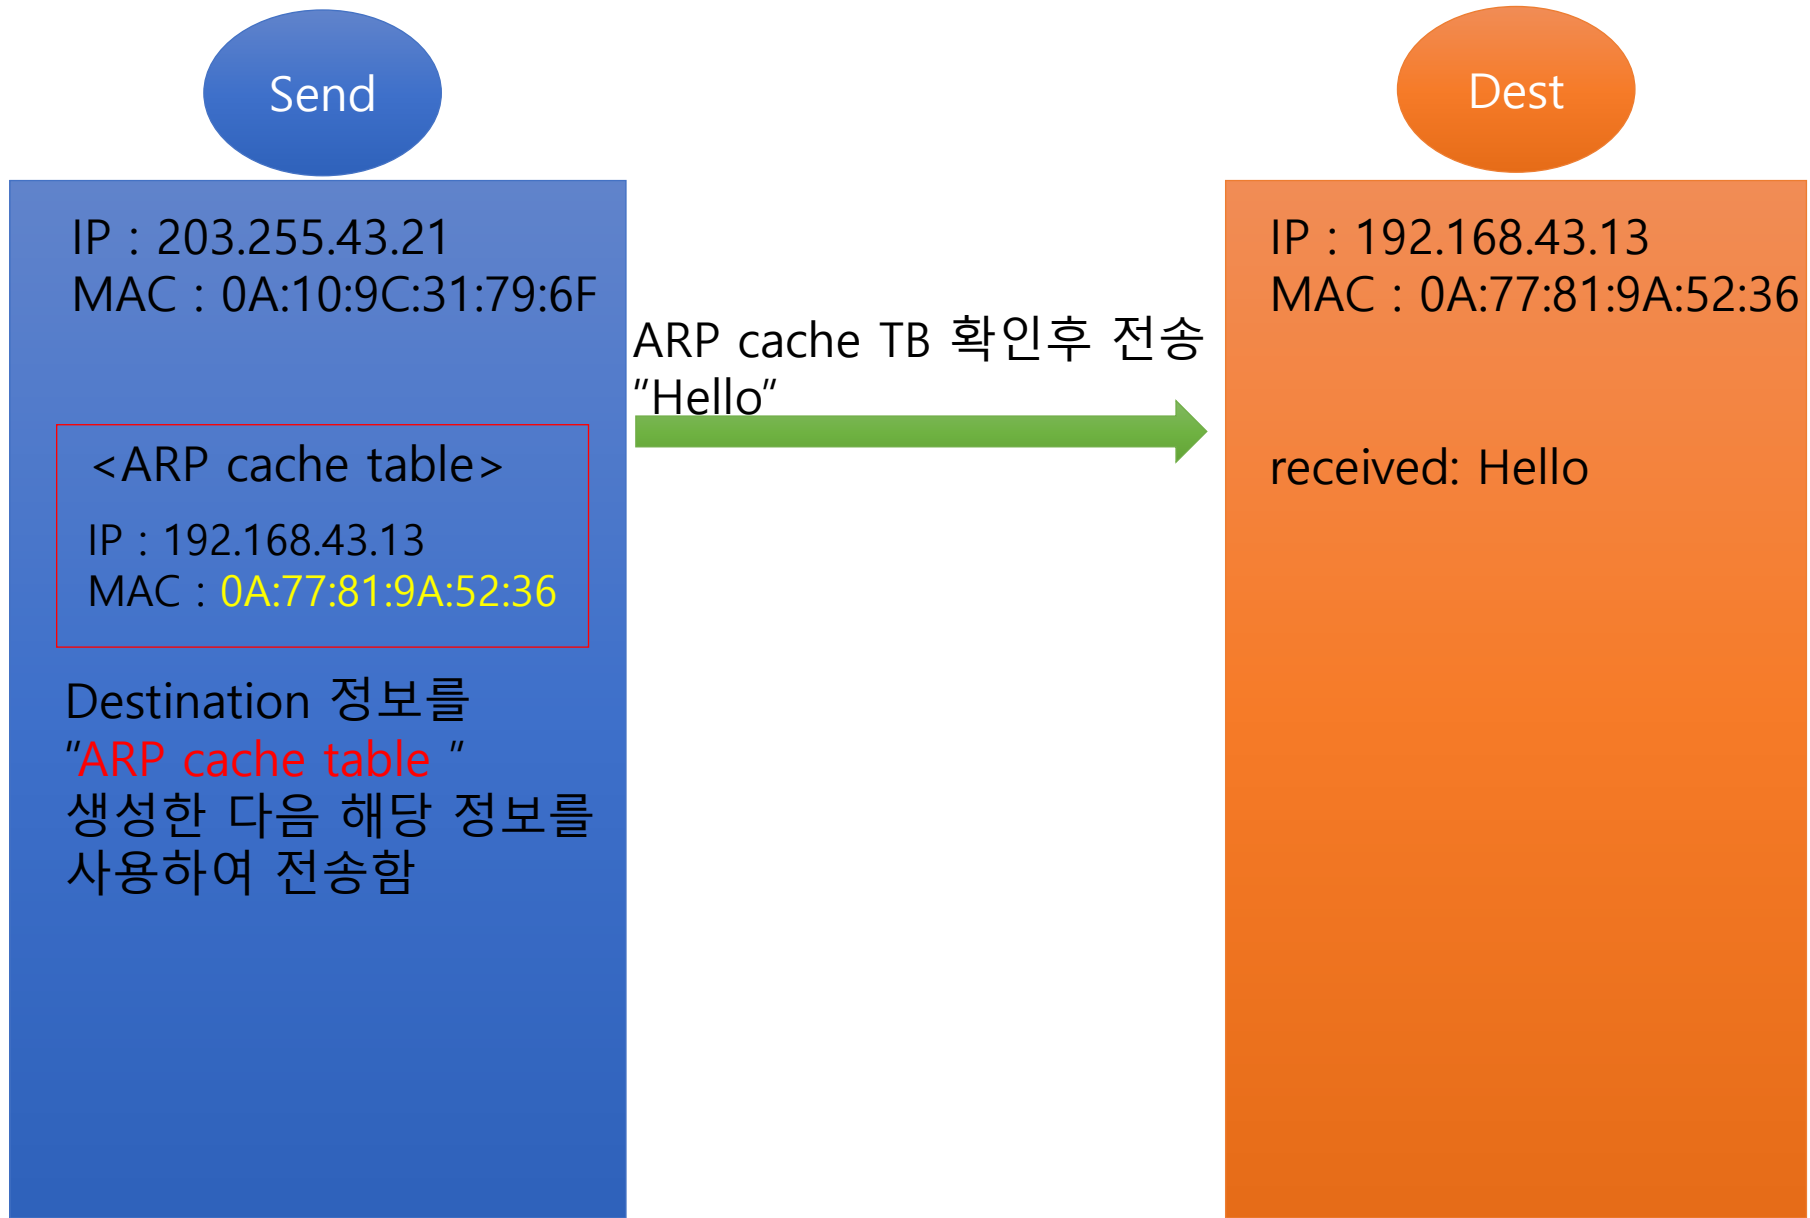 Send
IP : 203.255.43.21
MAC : 0A:10:9C:31:79:6F
<ARP cache table>
IP : 192.168.43.13
MAC : 0A:77:81:9A:52:36
Destination 정보를
"ARP cache table "
생성한 다음 해당 정보를
사용하여 전송함
ARP cache TB 확인후 전송
"Hello"
Dest
IP : 192.168.43.13
MAC : 0A:77:81:9A:52:36
received: Hello